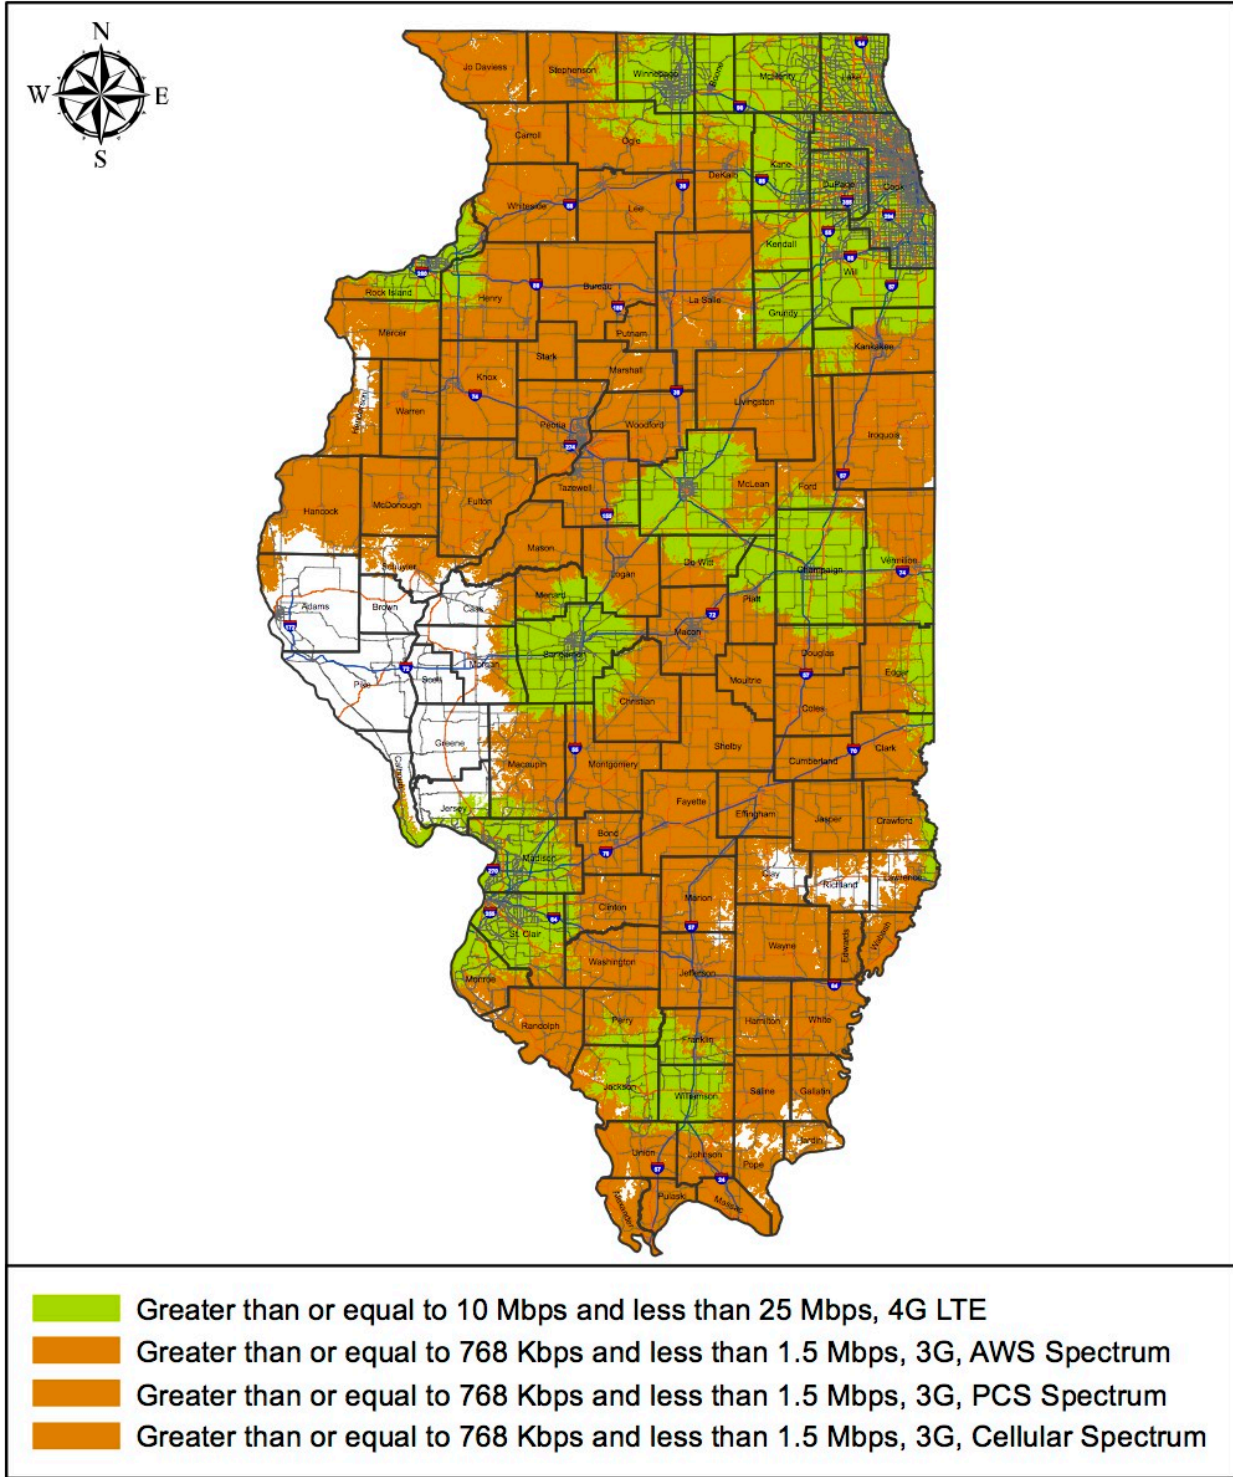 N
W E
S
Jo Daviess
Stephenson
Winnebago
Boone
McHenry
Lake
Carroll
Ogle
DeKalb
Kane
DuPage
Cook
Whiteside
Lee
Kendall
Will
Rock Island
Henry
Bureau
La Salle
Grundy
Mercer
Putnam
Kankakee
Stark
Marshall
Knox
Henderson
Warren
Peoria
Woodford
Livingston
Iroquois
Hancock
McDonough
Fulton
Tazewell
McLean
Ford
Mason
Schuyler
Logan
De Witt
Champaign
Vermilion
Adams
Brown
Cass
Menard
Piatt
Macon
Sangamon
Douglas
Edgar
Pike
Scott
Morgan
Christian
Moultrie
Coles
Greene
Macoupin
Montgomery
Shelby
Cumberland
Clark
Calhoun
Jersey
Fayette
Effingham
Jasper
Crawford
Madison
Bond
Clay
Richland
Lawrence
St. Clair
Clinton
Marion
Wayne
Edwards
Wabash
Monroe
Washington
Jefferson
Randolph
Perry
Franklin
Hamilton
White
Jackson
Williamson
Saline
Gallatin
Union
Johnson
Pope
Hardin
Alexander
Pulaski
Massac
Greater than or equal to 10 Mbps and less than 25 Mbps, 4G LTE
Greater than or equal to 768 Kbps and less than 1.5 Mbps, 3G, AWS Spectrum
Greater than or equal to 768 Kbps and less than 1.5 Mbps, 3G, PCS Spectrum
Greater than or equal to 768 Kbps and less than 1.5 Mbps, 3G, Cellular Spectrum